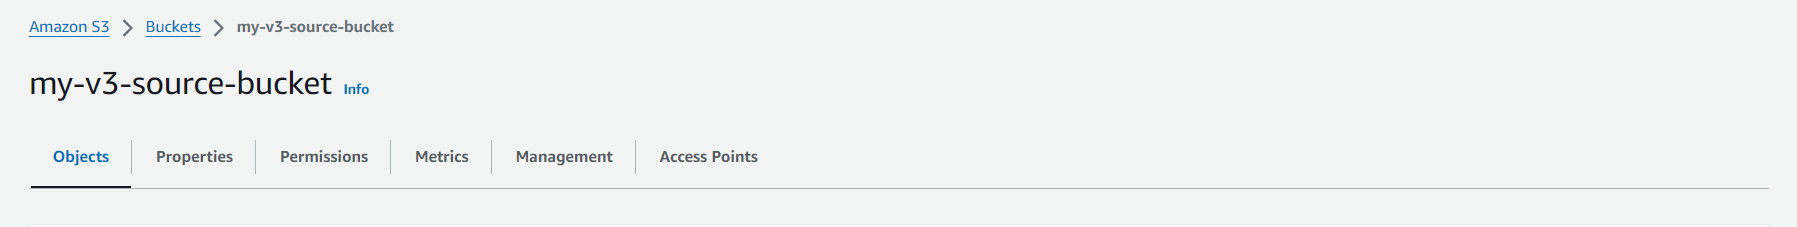 Amazon S3 > Buckets > my-v3-source-bucket
my-v3-source-bucket Info
Objects Properties Permissions Metrics Management Access Points